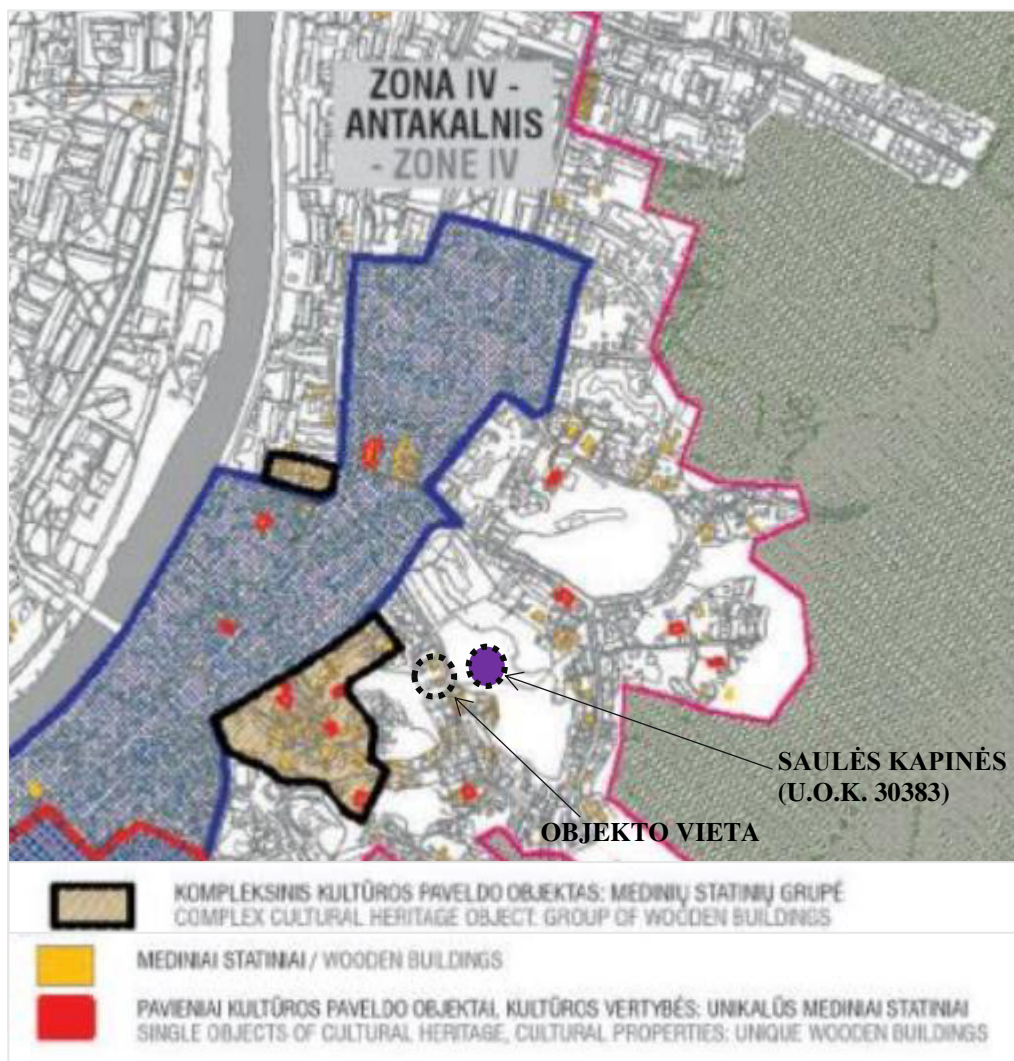 ZONA IV -
ANTAKALNIS
- ZONE IV
SAULĖS KAPINĖS
(U.O.K. 30383)
OBJEKTO VIETA
KOMPLEKSINIS KULTŪROS PAVELDO OBJEKTAS: MEDINIŲ STATINIŲ GRUPĖ
COMPLEX CULTURAL HERITAGE OBJECT: GROUP OF WOODEN BUILDINGS
MEDINIAI STATINIAI / WOODEN BUILDINGS
PAVIENIAI KULTŪROS PAVELDO OBJEKTAI, KULTŪROS VERTYBĖS: UNIKALŪS MEDINIAI STATINIAI
SINGLE OBJECTS OF CULTURAL HERITAGE, CULTURAL PROPERTIES: UNIQUE WOODEN BUILDINGS